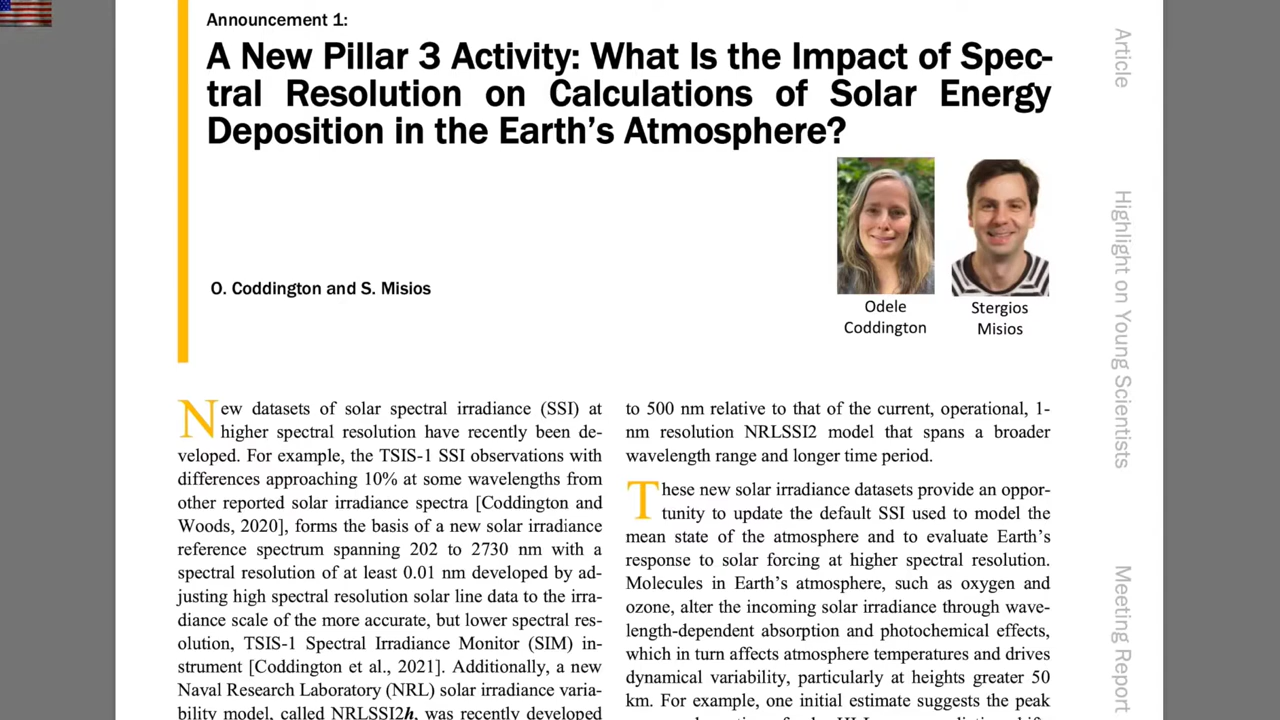 Announcement 1:
A New Pillar 3 Activity: What Is the Impact of Spec-
tral Resolution on Calculations of Solar Energy
Deposition in the Earth's Atmosphere?
O. Coddington and S. Misios
Odele
Coddington
Stergios
Misios
New datasets of solar spectral irradiance (SSI) at
higher spectral resolution have recently been de-
veloped. For example, the TSIS-1 SSI observations with
differences approaching 10% at some wavelengths from
other reported solar irradiance spectra [Coddington and
Woods, 2020], forms the basis of a new solar irradiance
reference spectrum spanning 202 to 2730 nm with a
spectral resolution of at least 0.01 nm developed by ad-
justing high spectral resolution solar line data to the irra-
diance scale of the more accurate, but lower spectral res-
olution, TSIS-1 Spectral Irradiance Monitor (SIM) in-
strument [Coddington et al., 2021]. Additionally, a new
Naval Research Laboratory (NRL) solar irradiance varia-
bility model, called NRLSSI2h, was recently developed
to 500 nm relative to that of the current, operational, 1-
nm resolution NRLSSI2 model that spans a broader
wavelength range and longer time period.
These new solar irradiance datasets provide an oppor-
tunity to update the default SSI used to model the
mean state of the atmosphere and to evaluate Earth's
response to solar forcing at higher spectral resolution.
Molecules in Earth's atmosphere, such as oxygen and
ozone, alter the incoming solar irradiance through wave-
length-dependent absorption and photochemical effects,
which in turn affects atmosphere temperatures and drives
dynamical variability, particularly at heights greater 50
km. For example, one initial estimate suggests the peak
Article
Highlight on Young Scientists
Meeting Report